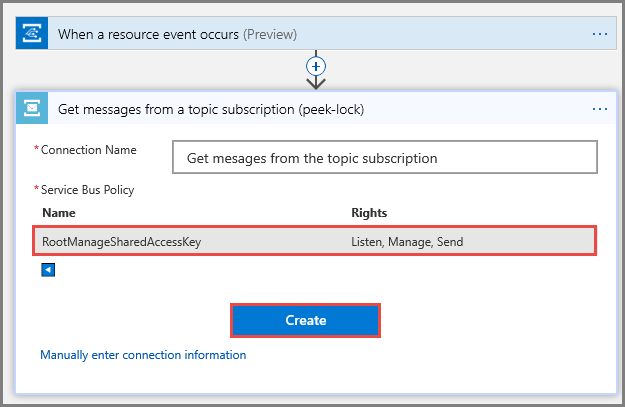 When a resource event occurs (Preview)
Get messages from a topic subscription (peek-lock)
*Connection Name
Get mesages from the topic subscription
*Service Bus Policy
Name Rights
RootManageSharedAccessKey Listen, Manage, Send
Create
Manually enter connection information